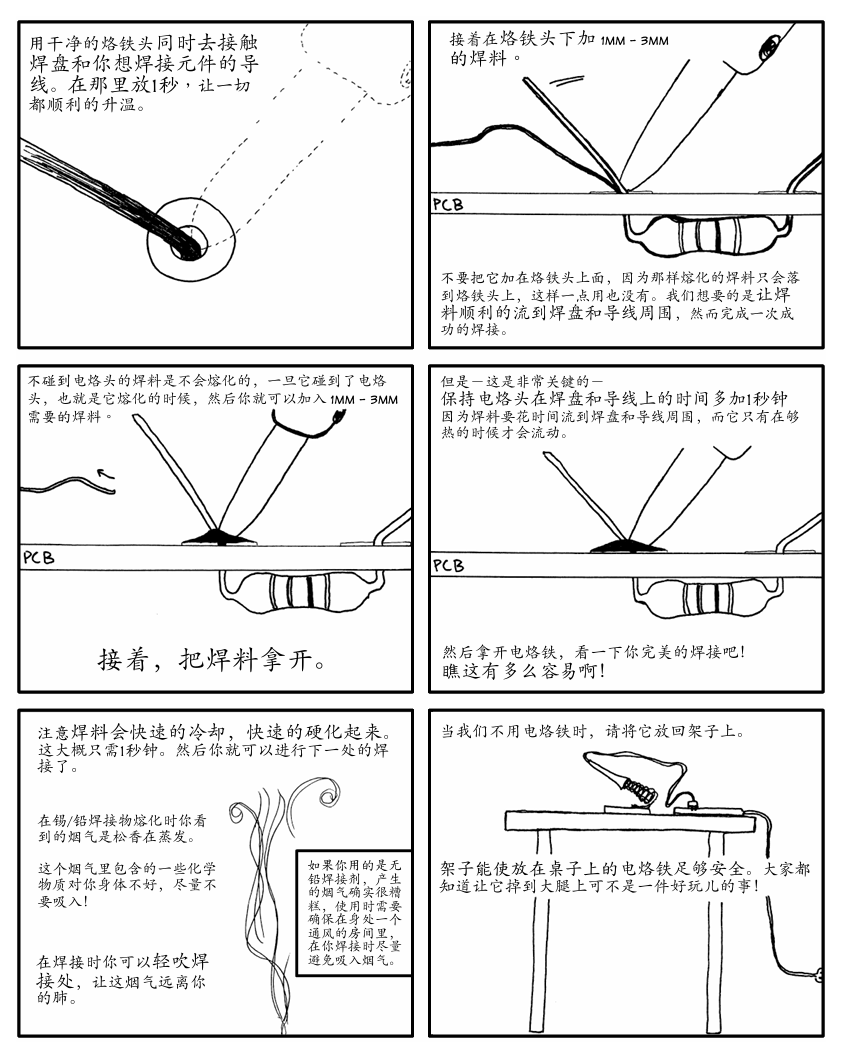 用干净的烙铁头同时去接触
焊盘和你想焊接元件的导
线。在那里放1秒，让一切
都顺利的升温。
接着在烙铁头下加 1MM - 3MM
的焊料。
PCB
不要把它加在烙铁头上面，因为那样熔化的焊料只会落
到烙铁头上，这样一点用也没有。我们想要的是让焊
料顺利的流到焊盘和导线周围，然而完成一次成
功的焊接。
不碰到电烙头的焊料是不会熔化的，一旦它碰到了电烙
头，也就是它熔化的时候，然后你就可以加入 1MM - 3MM
需要的焊料。
PCB
接着，把焊料拿开。
但是－这是非常关键的－
保持电烙头在焊盘和导线上的时间多加1秒钟
因为焊料要花时间流到焊盘和导线周围，而它只有在够
热的时候才会流动。
PCB
然后拿开电烙铁，看一下你完美的焊接吧！
瞧这有多么容易啊！
注意焊料会快速的冷却，快速的硬化起来。
这大概只需1秒钟。然后你就可以进行下一处的焊
接了。
在锡/铅焊接物熔化时你看
到的烟气是松香在蒸发。
这个烟气里包含的一些化学
物质对你身体不好，尽量不
要吸入！
在焊接时你可以轻吹焊
接处，让这烟气远离你
的肺。
如果你用的是无
铅焊接剂，产生
的烟气确实很糟
糕，使用时需要
确保在身处一个
通风的房间里，
在你焊接时尽量
避免吸入烟气。
当我们不用电烙铁时，请将它放回架子上。
架子能使放在桌子上的电烙铁足够安全。大家都
知道让它掉到大腿上可不是一件好玩儿的事！